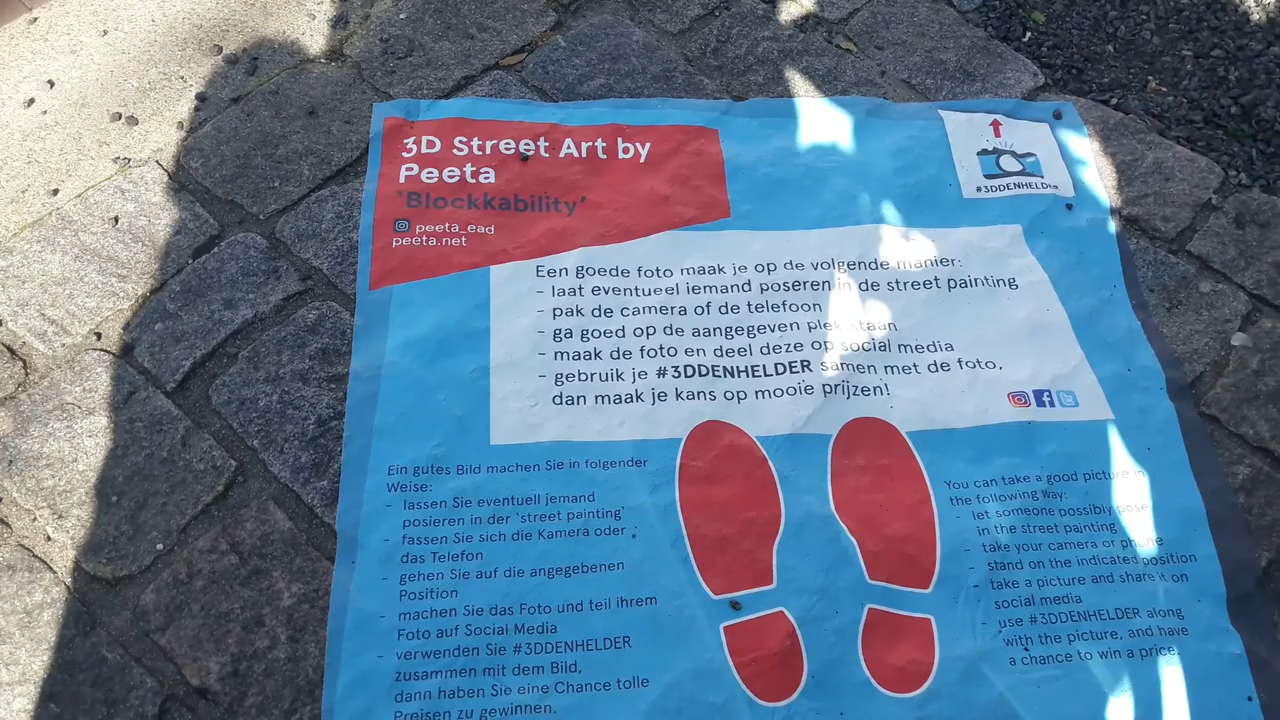 3D Street Art by
Peeta
'Blockkability'
peeta_ead
peeta.net
#3DDENHELDER
Een goede foto maak je op de volgende manier:
- laat eventueel iemand poseren in de street painting
- pak de camera of de telefoon
- ga goed op de aangegeven plek staan
- maak de foto en deel deze op social media
- gebruik je #3DDENHELDER samen met de foto,
dan maak je kans op mooie prijzen!
Ein gutes Bild machen Sie in folgender
Weise:
- lassen Sie eventuell jemand
posieren in der 'street painting'
- fassen Sie sich die Kamera oder
das Telefon
- gehen Sie auf die angegebenen
Position
- machen Sie das Foto und teil ihrem
Foto auf Social Media
- verwenden Sie #3DDENHELDER
zusammen mit dem Bild,
dann haben Sie eine Chance tolle
Preisen zu gewinnen.
You can take a good picture in
the following way:
- let someone possibly pose
in the street painting
- take your camera or phone
- stand on the indicated position
- take a picture and share it on
social media
- use #3DDENHELDER along
with the picture, and have
a chance to win a price.